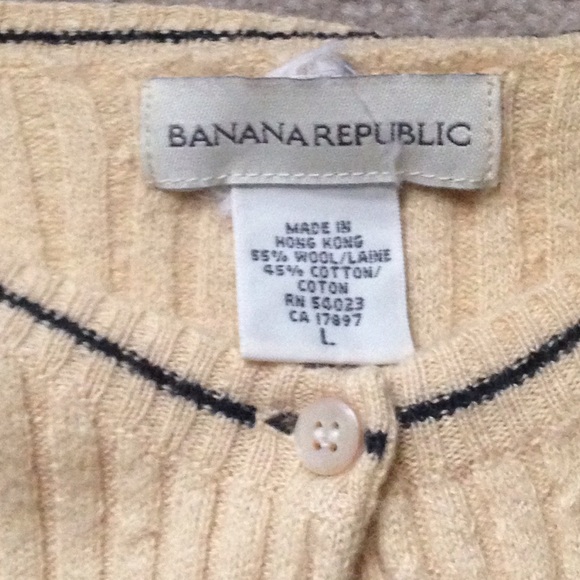 BANANA REPUBLIC
MADE IN
HONG KONG
55% WOOL/LAINE
45% COTTON/
COTON
RN 54023
CA 17897
L